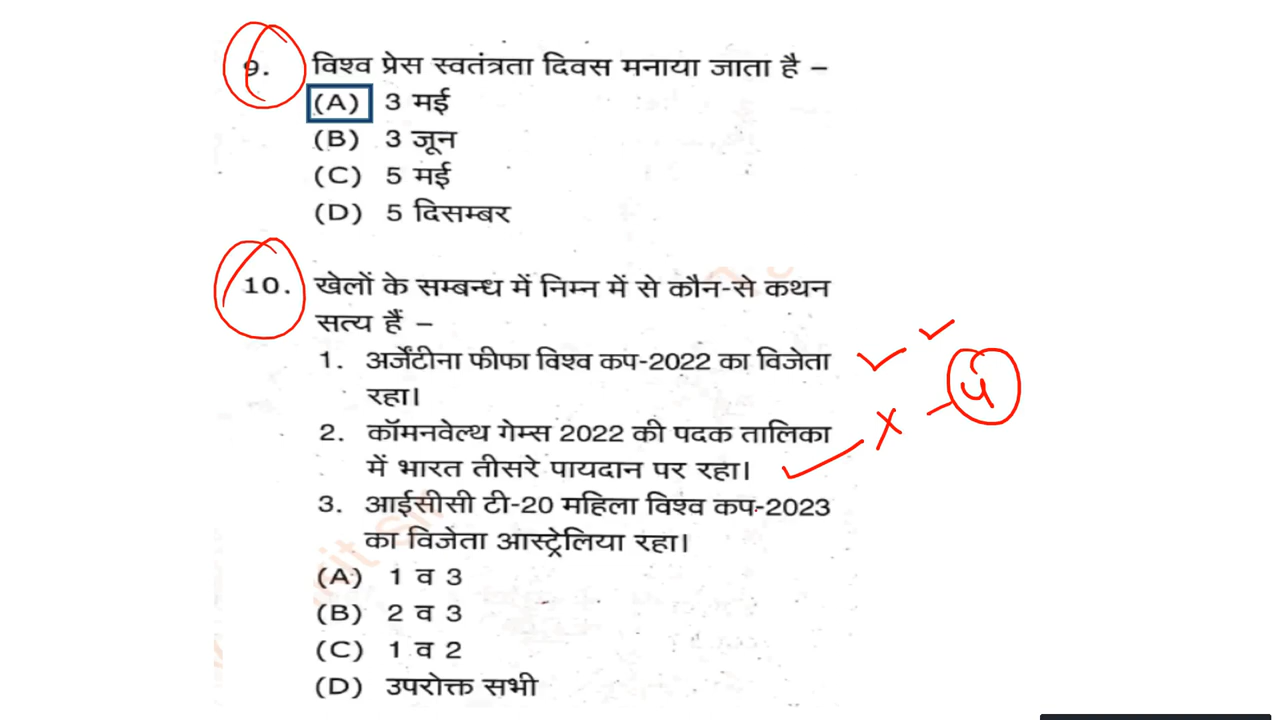 9. विश्व प्रेस स्वतंत्रता दिवस मनाया जाता है –
(A) 3 मई
(B) 3 जून
(C) 5 मई
(D) 5 दिसम्बर
10. खेलों के सम्बन्ध में निम्न में से कौन-से कथन
सत्य हैं –
1. अर्जेंटीना फीफा विश्व कप-2022 का विजेता
रहा।
2. कॉमनवेल्थ गेम्स 2022 की पदक तालिका
में भारत तीसरे पायदान पर रहा।
3. आईसीसी टी-20 महिला विश्व कप-2023
का विजेता आस्ट्रेलिया रहा।
(A) 1 व 3
(B) 2 व 3
(C) 1 व 2
(D) उपरोक्त सभी